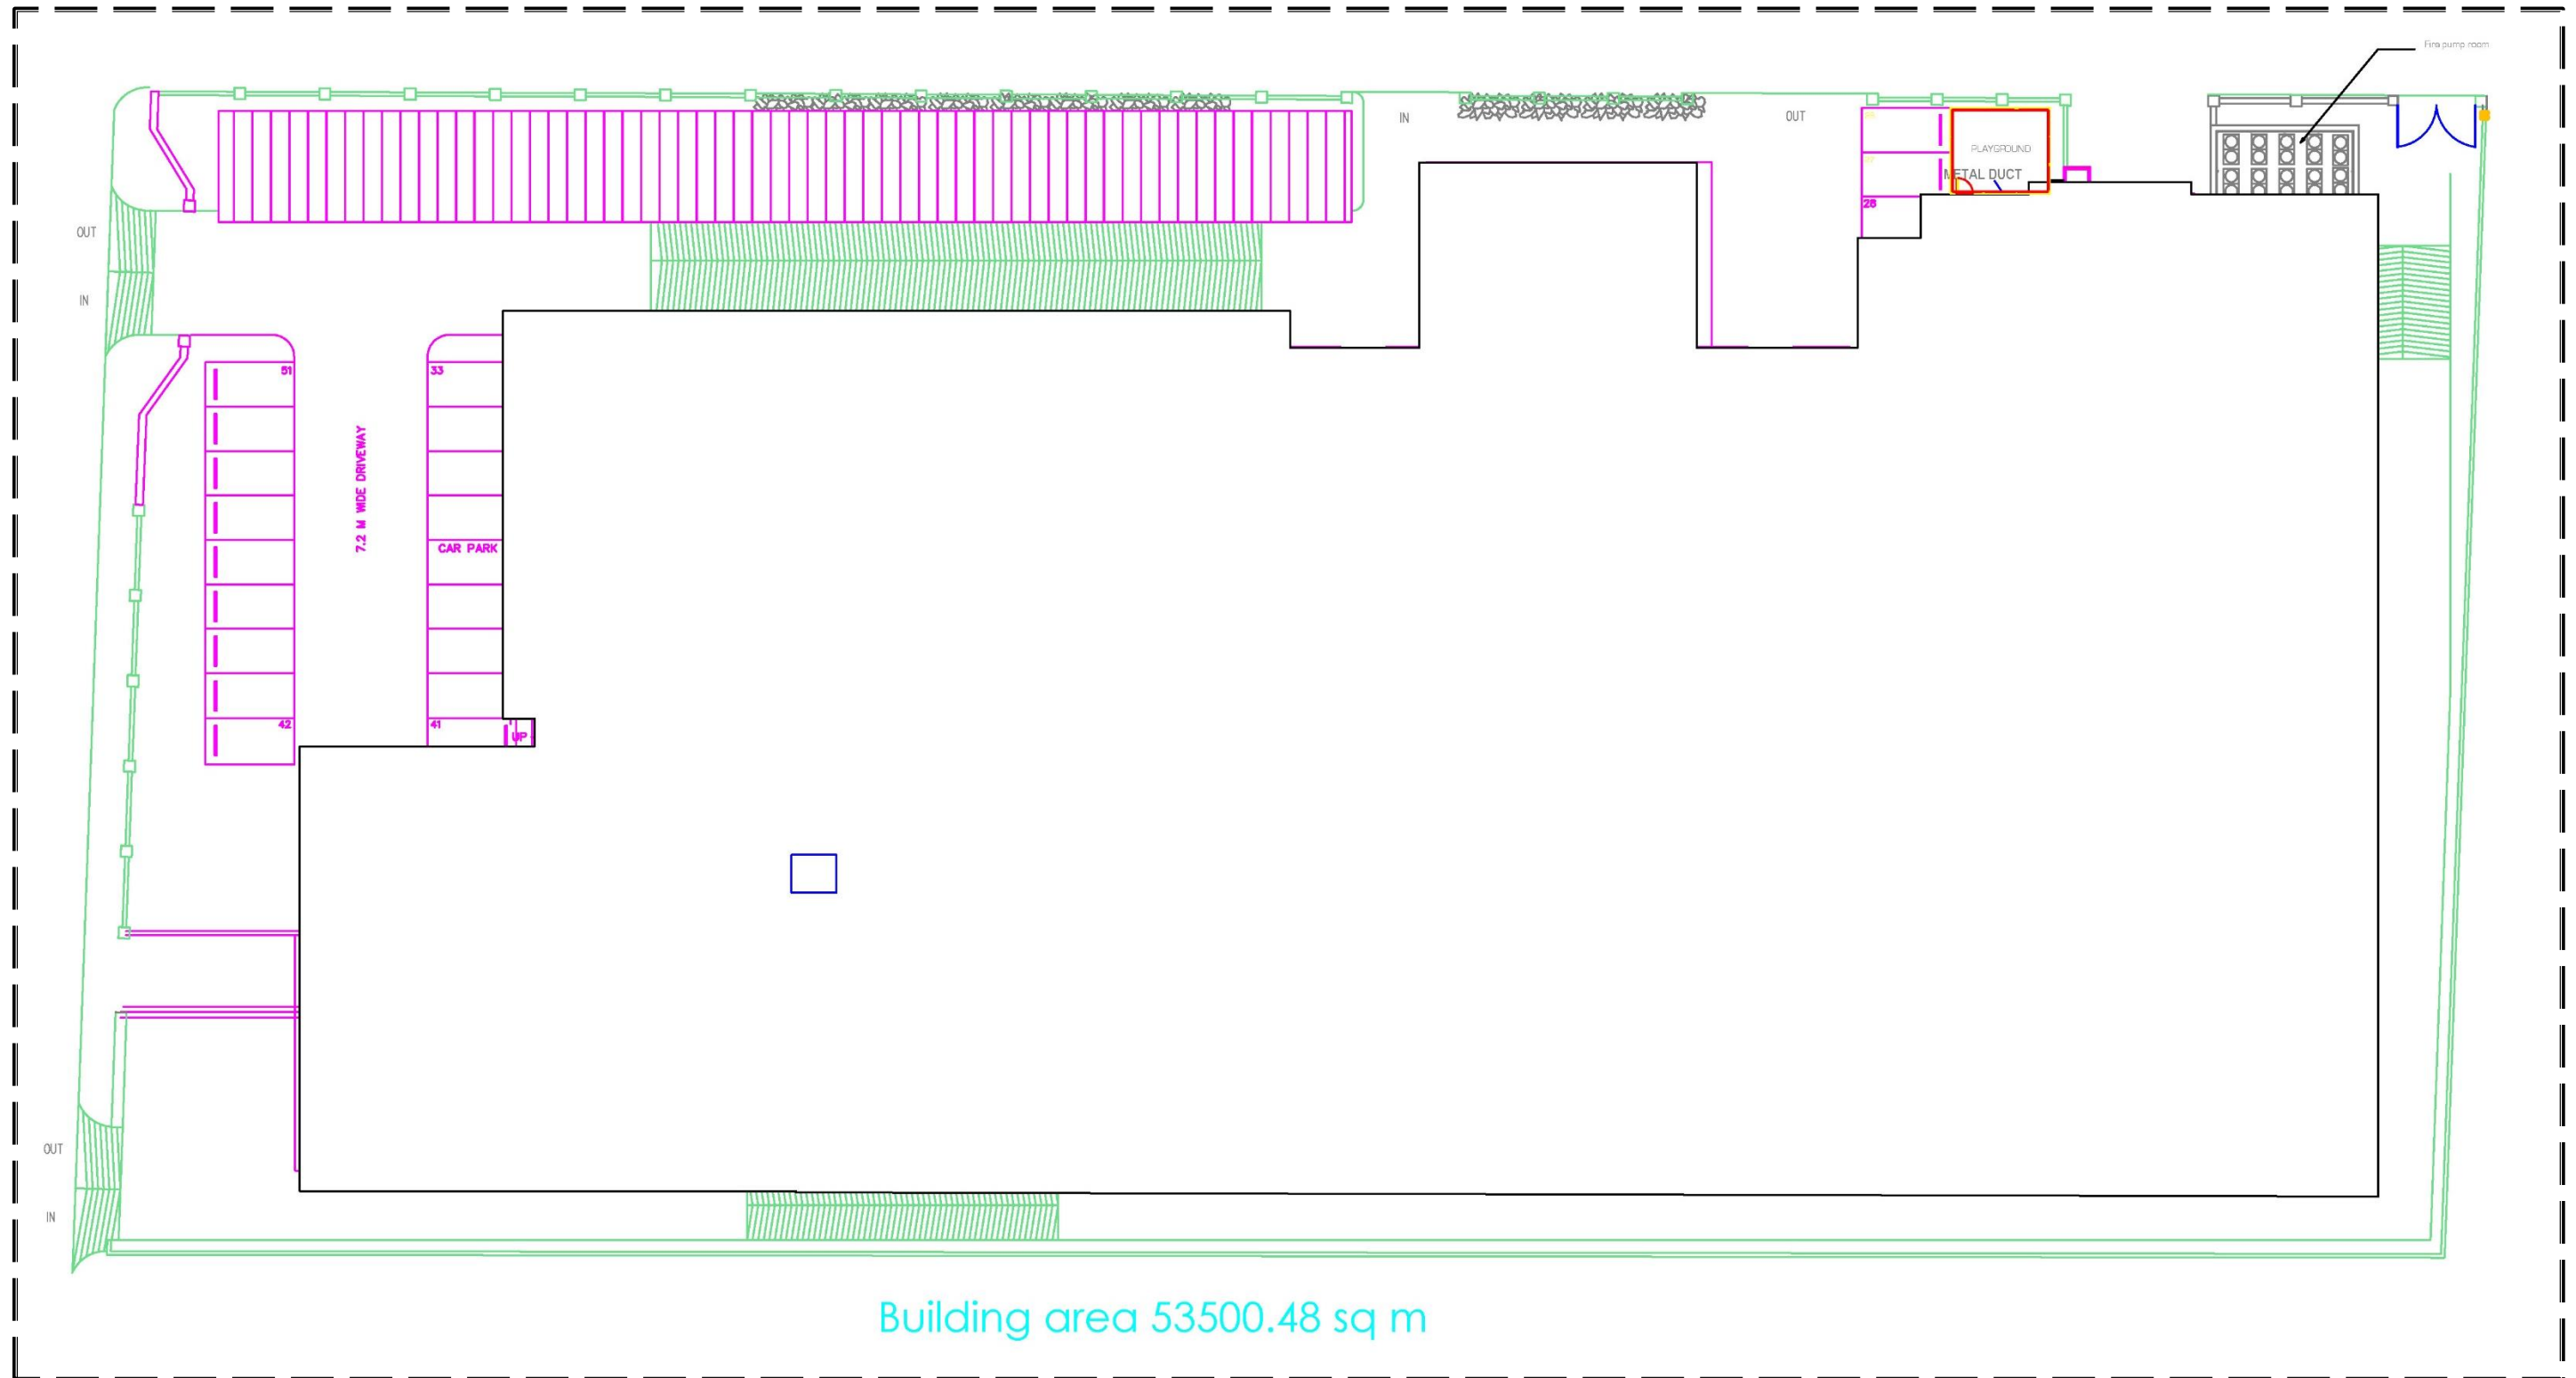 Fire pump room
IN
OUT
PLAYGROUND
METAL DUCT
28
OUT
IN
51
33
7.2 M WIDE DRIVEWAY
CAR PARK
42
41
UP
OUT
IN
Building area 53500.48 sq m